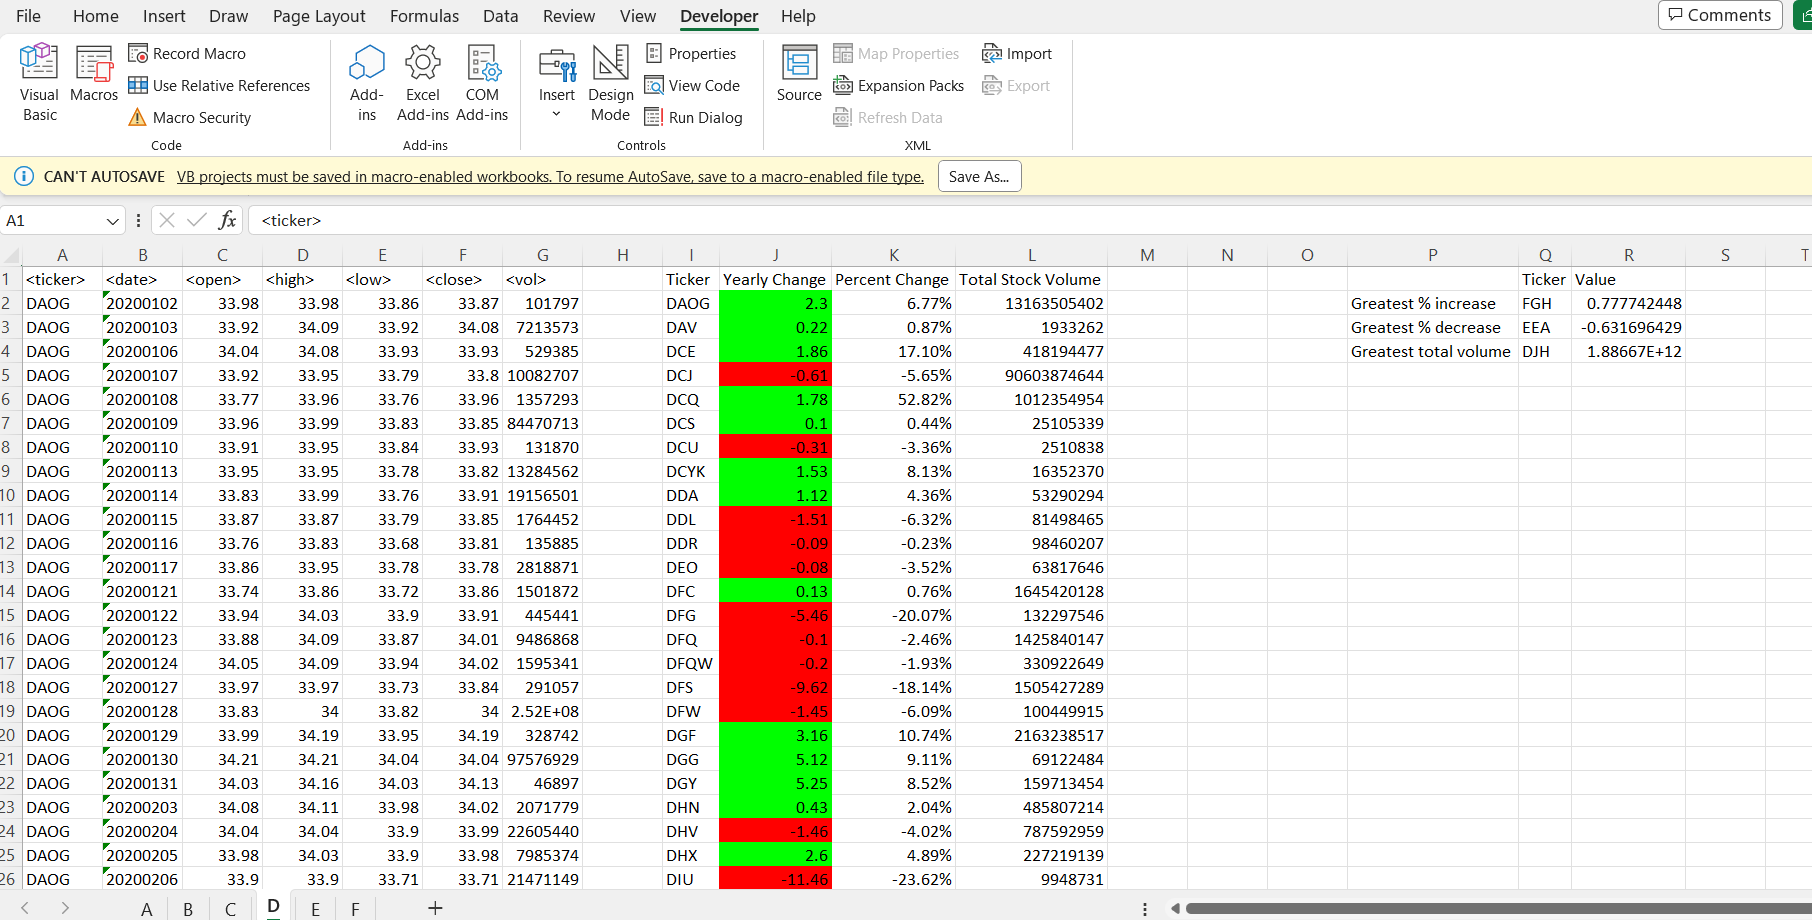 File Home Insert Draw Page Layout Formulas Data Review View Developer Help Comments
Visual Basic
Macros
Record Macro
Use Relative References
Macro Security
Code
Add-ins
Excel Add-ins
COM Add-ins
Add-ins
Insert
Design Mode
Properties
View Code
Run Dialog
Controls
Source
Map Properties
Expansion Packs
Refresh Data
Import
Export
XML
CAN'T AUTOSAVE VB projects must be saved in macro-enabled workbooks. To resume AutoSave, save to a macro-enabled file type. Save As...
A1 fx <ticker>
A B C D E F G H I J K L M N O P Q R S T
1 <ticker> <date> <open> <high> <low> <close> <vol> Ticker Yearly Change Percent Change Total Stock Volume Ticker Value
2 DAOG 20200102 33.98 33.98 33.86 33.87 101797 DAOG 2.3 6.77% 13163505402 Greatest % increase FGH 0.777742448
3 DAOG 20200103 33.92 34.09 33.92 34.08 7213573 DAV 0.22 0.87% 1933262 Greatest % decrease EEA -0.631696429
4 DAOG 20200106 34.04 34.08 33.93 33.93 529385 DCE 1.86 17.10% 418194477 Greatest total volume DJH 1.88667E+12
5 DAOG 20200107 33.92 33.95 33.79 33.8 10082707 DCJ -0.61 -5.65% 90603874644
6 DAOG 20200108 33.77 33.96 33.76 33.96 1357293 DCQ 1.78 52.82% 1012354954
7 DAOG 20200109 33.96 33.99 33.83 33.85 84470713 DCS 0.1 0.44% 25105339
8 DAOG 20200110 33.91 33.95 33.84 33.93 131870 DCU -0.31 -3.36% 2510838
9 DAOG 20200113 33.95 33.95 33.78 33.82 13284562 DCYK 1.53 8.13% 16352370
10 DAOG 20200114 33.83 33.99 33.76 33.91 19156501 DDA 1.12 4.36% 53290294
11 DAOG 20200115 33.87 33.87 33.79 33.85 1764452 DDL -1.51 -6.32% 81498465
12 DAOG 20200116 33.76 33.83 33.68 33.81 135885 DDR -0.09 -0.23% 98460207
13 DAOG 20200117 33.86 33.95 33.78 33.78 2818871 DEO -0.08 -3.52% 63817646
14 DAOG 20200121 33.74 33.86 33.72 33.86 1501872 DFC 0.13 0.76% 1645420128
15 DAOG 20200122 33.94 34.03 33.9 33.91 445441 DFG -5.46 -20.07% 132297546
16 DAOG 20200123 33.88 34.09 33.87 34.01 9486868 DFQ -0.1 -2.46% 1425840147
17 DAOG 20200124 34.05 34.09 33.94 34.02 1595341 DFQW -0.2 -1.93% 330922649
18 DAOG 20200127 33.97 33.97 33.73 33.84 291057 DFS -9.62 -18.14% 1505427289
19 DAOG 20200128 33.83 34 33.82 34 2.52E+08 DFW -1.45 -6.09% 100449915
20 DAOG 20200129 33.99 34.19 33.95 34.19 328742 DGF 3.16 10.74% 2163238517
21 DAOG 20200130 34.21 34.21 34.04 34.04 97576929 DGG 5.12 9.11% 69122484
22 DAOG 20200131 34.03 34.16 34.03 34.13 46897 DGY 5.25 8.52% 159713454
23 DAOG 20200203 34.08 34.11 33.98 34.02 2071779 DHN 0.43 2.04% 485807214
24 DAOG 20200204 34.04 34.04 33.9 33.99 22605440 DHV -1.46 -4.02% 787592959
25 DAOG 20200205 33.98 34.03 33.9 33.98 7985374 DHX 2.6 4.89% 227219139
26 DAOG 20200206 33.9 33.9 33.71 33.71 21471149 DIU -11.46 -23.62% 9948731
A B C D E F